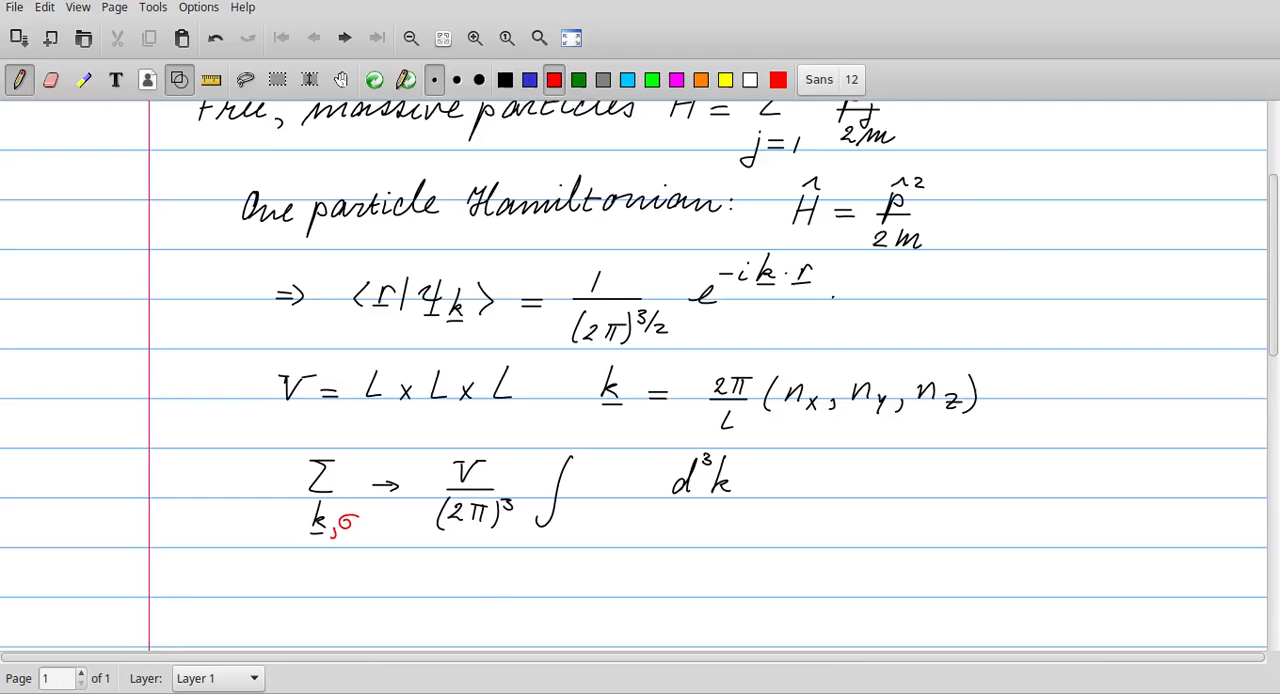 File Edit View Page Tools Options Help
Sans 12
Free, massive particles H = Σ j=1 p_j / 2m
One particle Hamiltonian: Ĥ = p̂² / 2m
⇒ ⟨r|Ψ_k⟩ = 1 / (2π)^3/2 e^−ik·r .
V = L × L × L k = 2π / L (n_x, n_y, n_z)
Σ k,σ → V / (2π)³ ∫ d³k
Page 1 of 1 Layer: Layer 1